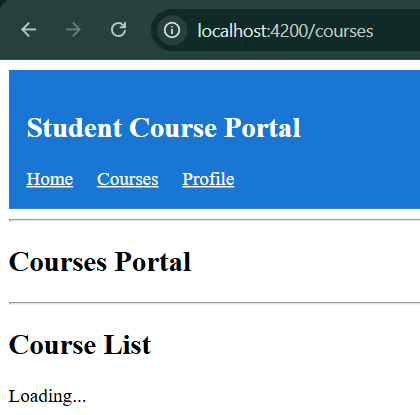 localhost:4200/courses
Student Course Portal
Home Courses Profile
Courses Portal
Course List
Loading...